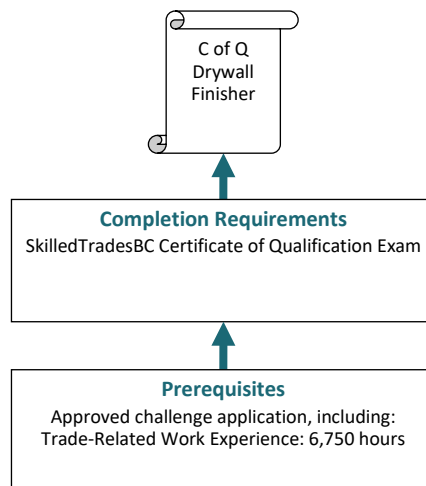 C of Q
Drywall
Finisher
Completion Requirements
SkilledTradesBC Certificate of Qualification Exam
Prerequisites
Approved challenge application, including:
Trade-Related Work Experience: 6,750 hours